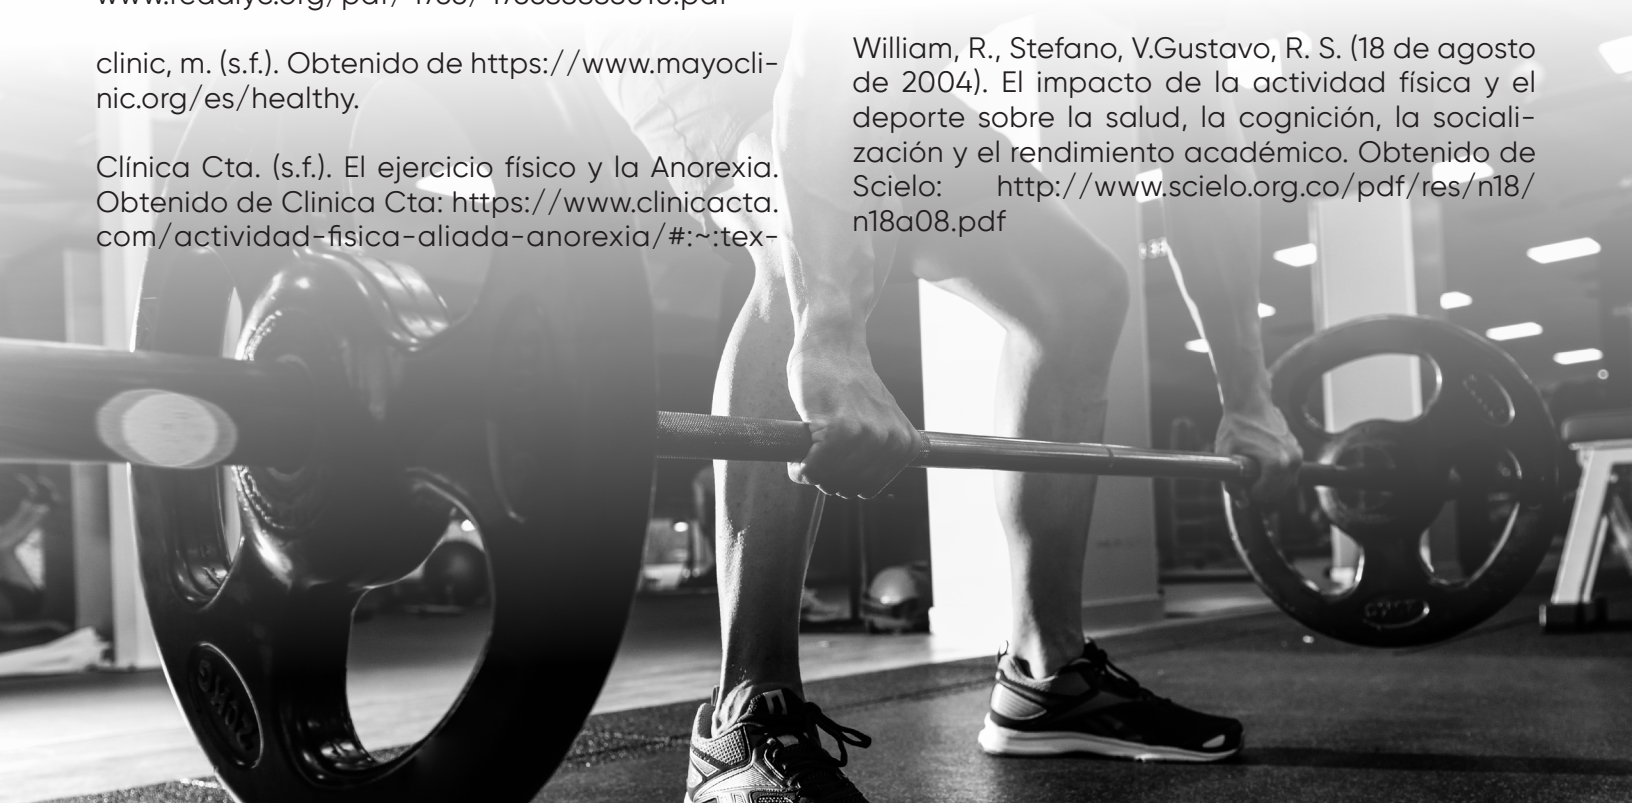 clinic, m. (s.f.). Obtenido de https://www.mayocli-
nic.org/es/healthy.
Clínica Cta. (s.f.). El ejercicio físico y la Anorexia.
Obtenido de Clinica Cta: https://www.clinicacta.
com/actividad-fisica-aliada-anorexia/#:~:tex-
William, R., Stefano, V.Gustavo, R. S. (18 de agosto
de 2004). El impacto de la actividad física y el
deporte sobre la salud, la cognición, la sociali-
zación y el rendimiento académico. Obtenido de
Scielo: http://www.scielo.org.co/pdf/res/n18/
n18a08.pdf
20KG